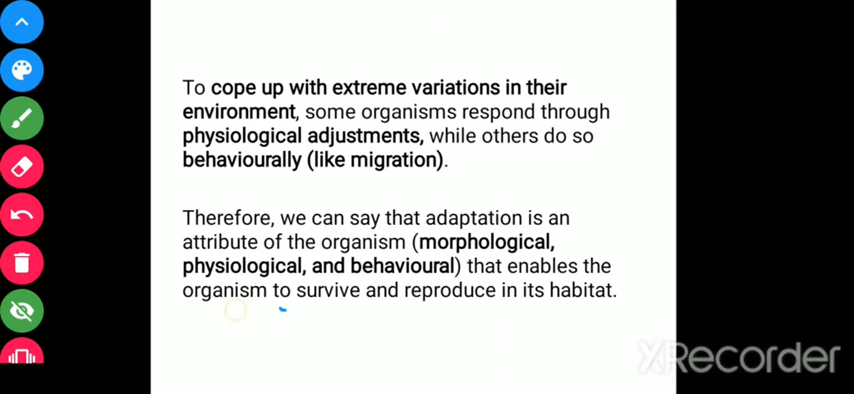 To cope up with extreme variations in their
environment, some organisms respond through
physiological adjustments, while others do so
behaviourally (like migration).
Therefore, we can say that adaptation is an
attribute of the organism (morphological,
physiological, and behavioural) that enables the
organism to survive and reproduce in its habitat.
XRecorder